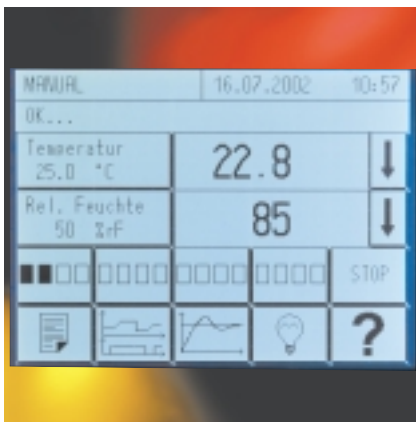 MANUAL 16.07.2002 10:57
OK...
Temperatur
25.0 °C
22.8
Rel. Feuchte
50 %rF
85
STOP
?